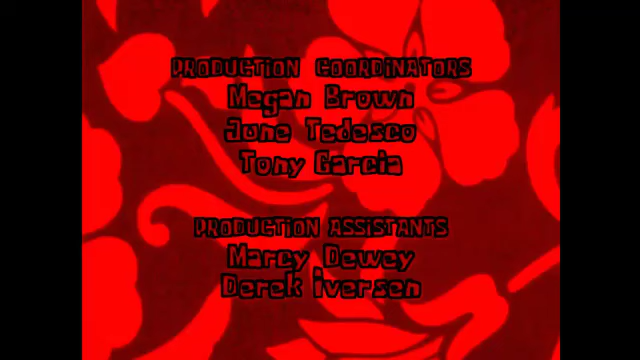 PRODUCTION COORDINATORS
Megan Brown
June Tedesco
Tony Garcia
PRODUCTION ASSISTANTS
Marcy Dewey
Derek Iversen